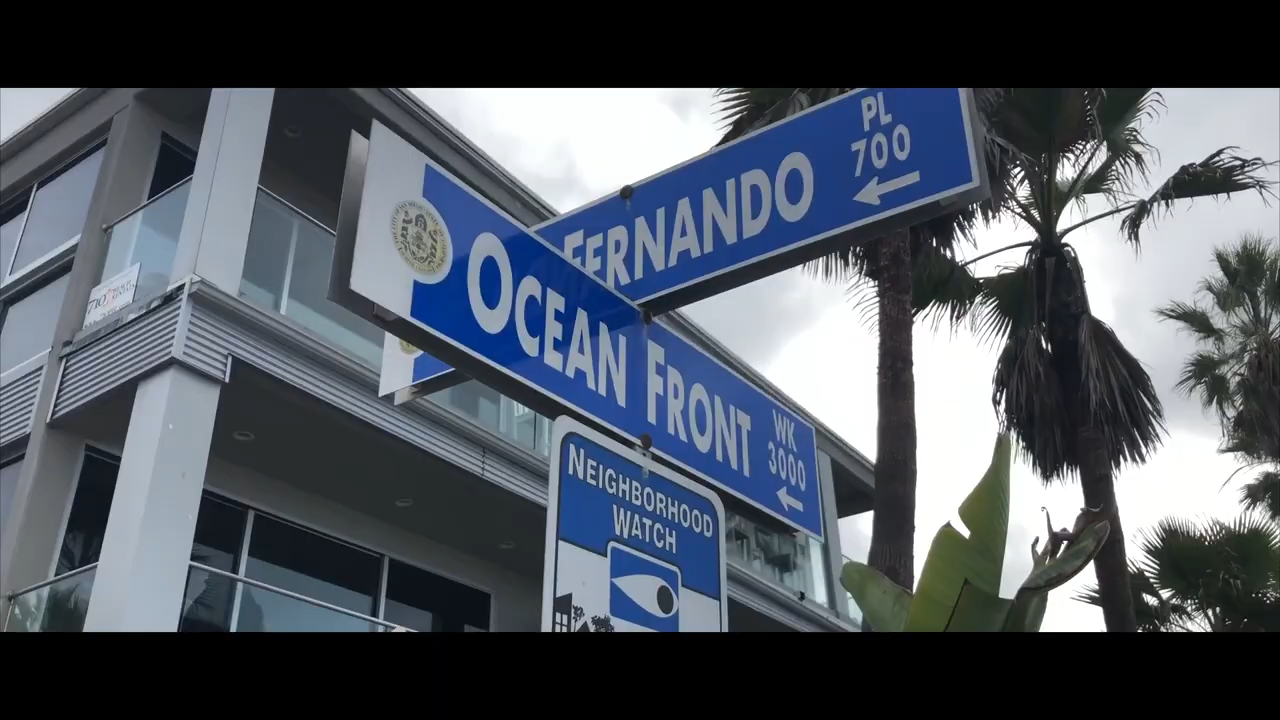 FERNANDO
PL
700
OCEAN FRONT
WK
3000
NEIGHBORHOOD
WATCH